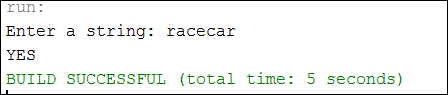 run:
Enter a string: racecar
YES
BUILD SUCCESSFUL (total time: 5 seconds)